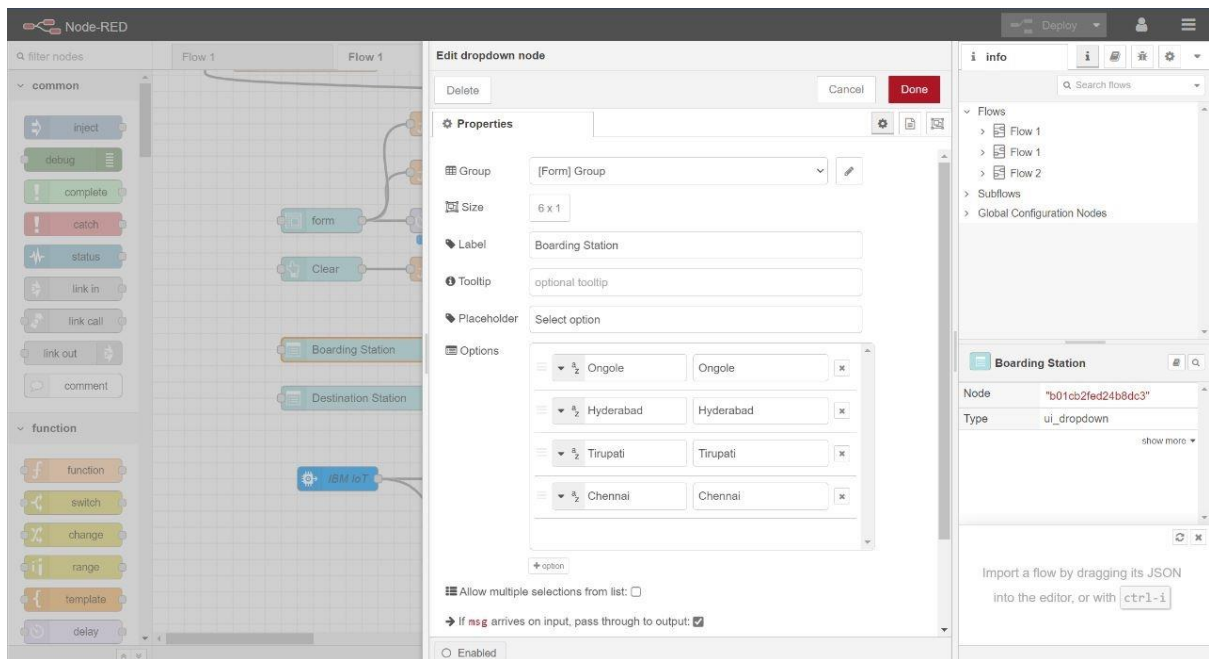 Node-RED
Deploy
filter nodes
Flow 1
Flow 1
common
inject
debug
complete
catch
status
link in
link call
link out
comment
function
function
switch
change
range
template
delay
form
Clear
Boarding Station
Destination Station
IBM IoT
Edit dropdown node
Delete
Cancel
Done
Properties
Group
[Form] Group
Size
6 x 1
Label
Boarding Station
Tooltip
optional tooltip
Placeholder
Select option
Options
az Ongole
Ongole
az Hyderabad
Hyderabad
az Tirupati
Tirupati
az Chennai
Chennai
+ option
Allow multiple selections from list:
If msg arrives on input, pass through to output:
Enabled
i info
i
Search flows
Flows
Flow 1
Flow 1
Flow 2
Subflows
Global Configuration Nodes
Boarding Station
Node
"b01cb2fed24b8dc3"
Type
ui_dropdown
show more
Import a flow by dragging its JSON
into the editor, or with ctrl-i